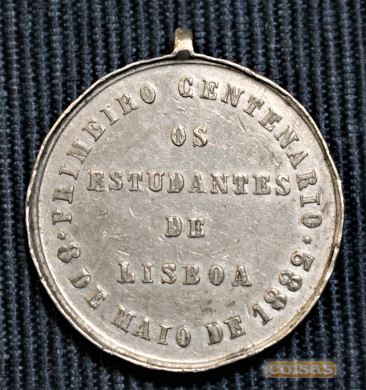 PRIMEIRO CENTENARIO
OS
ESTUDANTES
DE
LISBOA
8 DE MAIO DE 1882
coisas